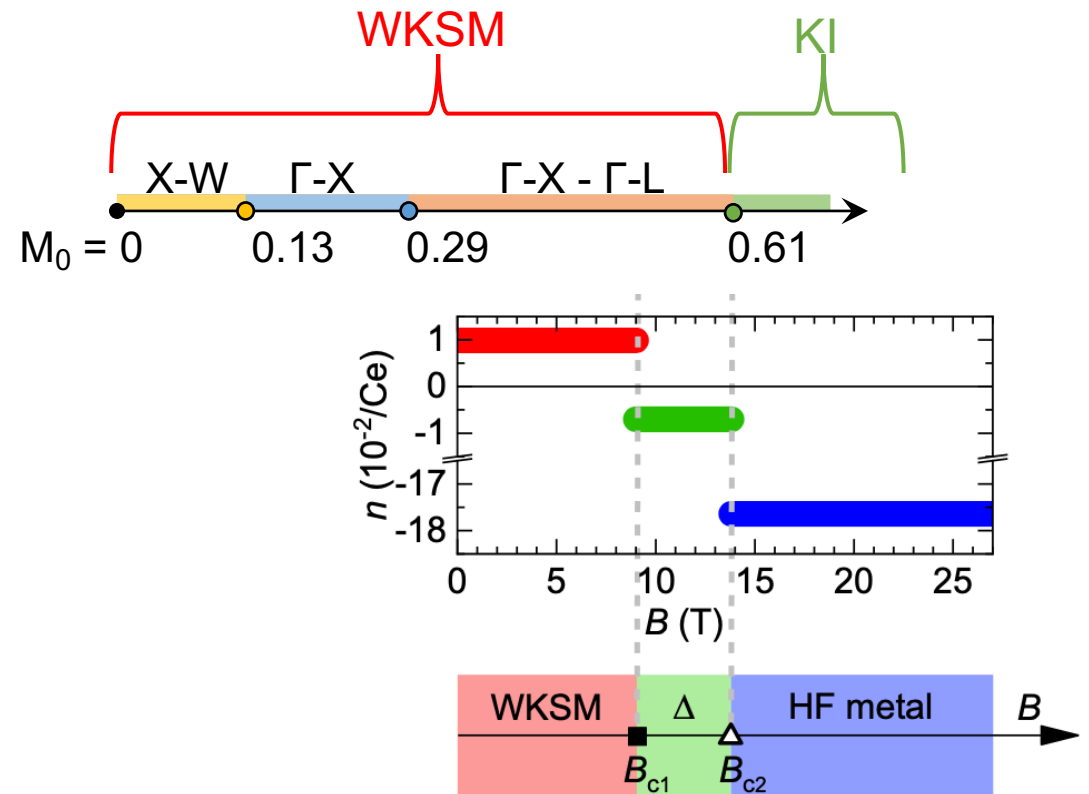 WKSM KI
X-W Γ-X Γ-X - Γ-L
M₀ = 0 0.13 0.29 0.61
1
0
-1
-17
-18
n (10⁻²/Ce)
0 5 10 15 20 25
B (T)
WKSM Δ HF metal B
Bc1 Bc2